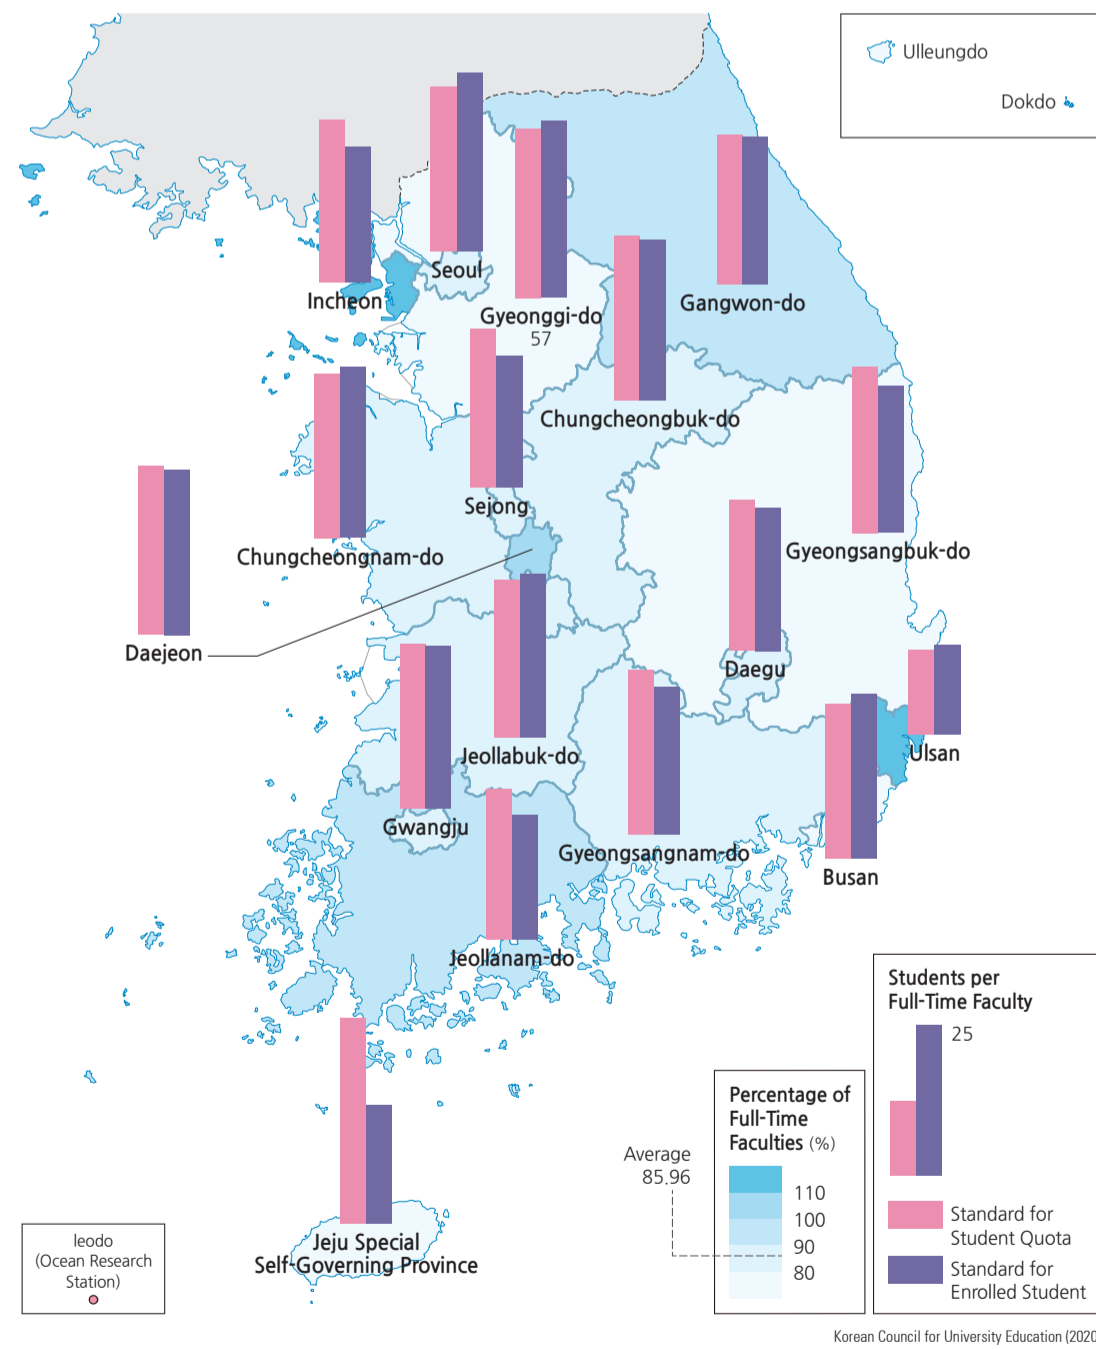 Ulleungdo
Dokdo
Seoul
Incheon
Gyeonggi-do
57
Gangwon-do
Chungcheongbuk-do
Sejong
Chungcheongnam-do
Gyeongsangbuk-do
Daejeon
Daegu
Ulsan
Jeollabuk-do
Gwangju
Gyeongsangnam-do
Busan
Jeollanam-do
Jeju Special
Self-Governing Province
Ieodo
(Ocean Research
Station)
Average
85.96
Percentage of
Full-Time
Faculties (%)
110
100
90
80
Students per
Full-Time Faculty
25
Standard for
Student Quota
Standard for
Enrolled Student
Korean Council for University Education (2020